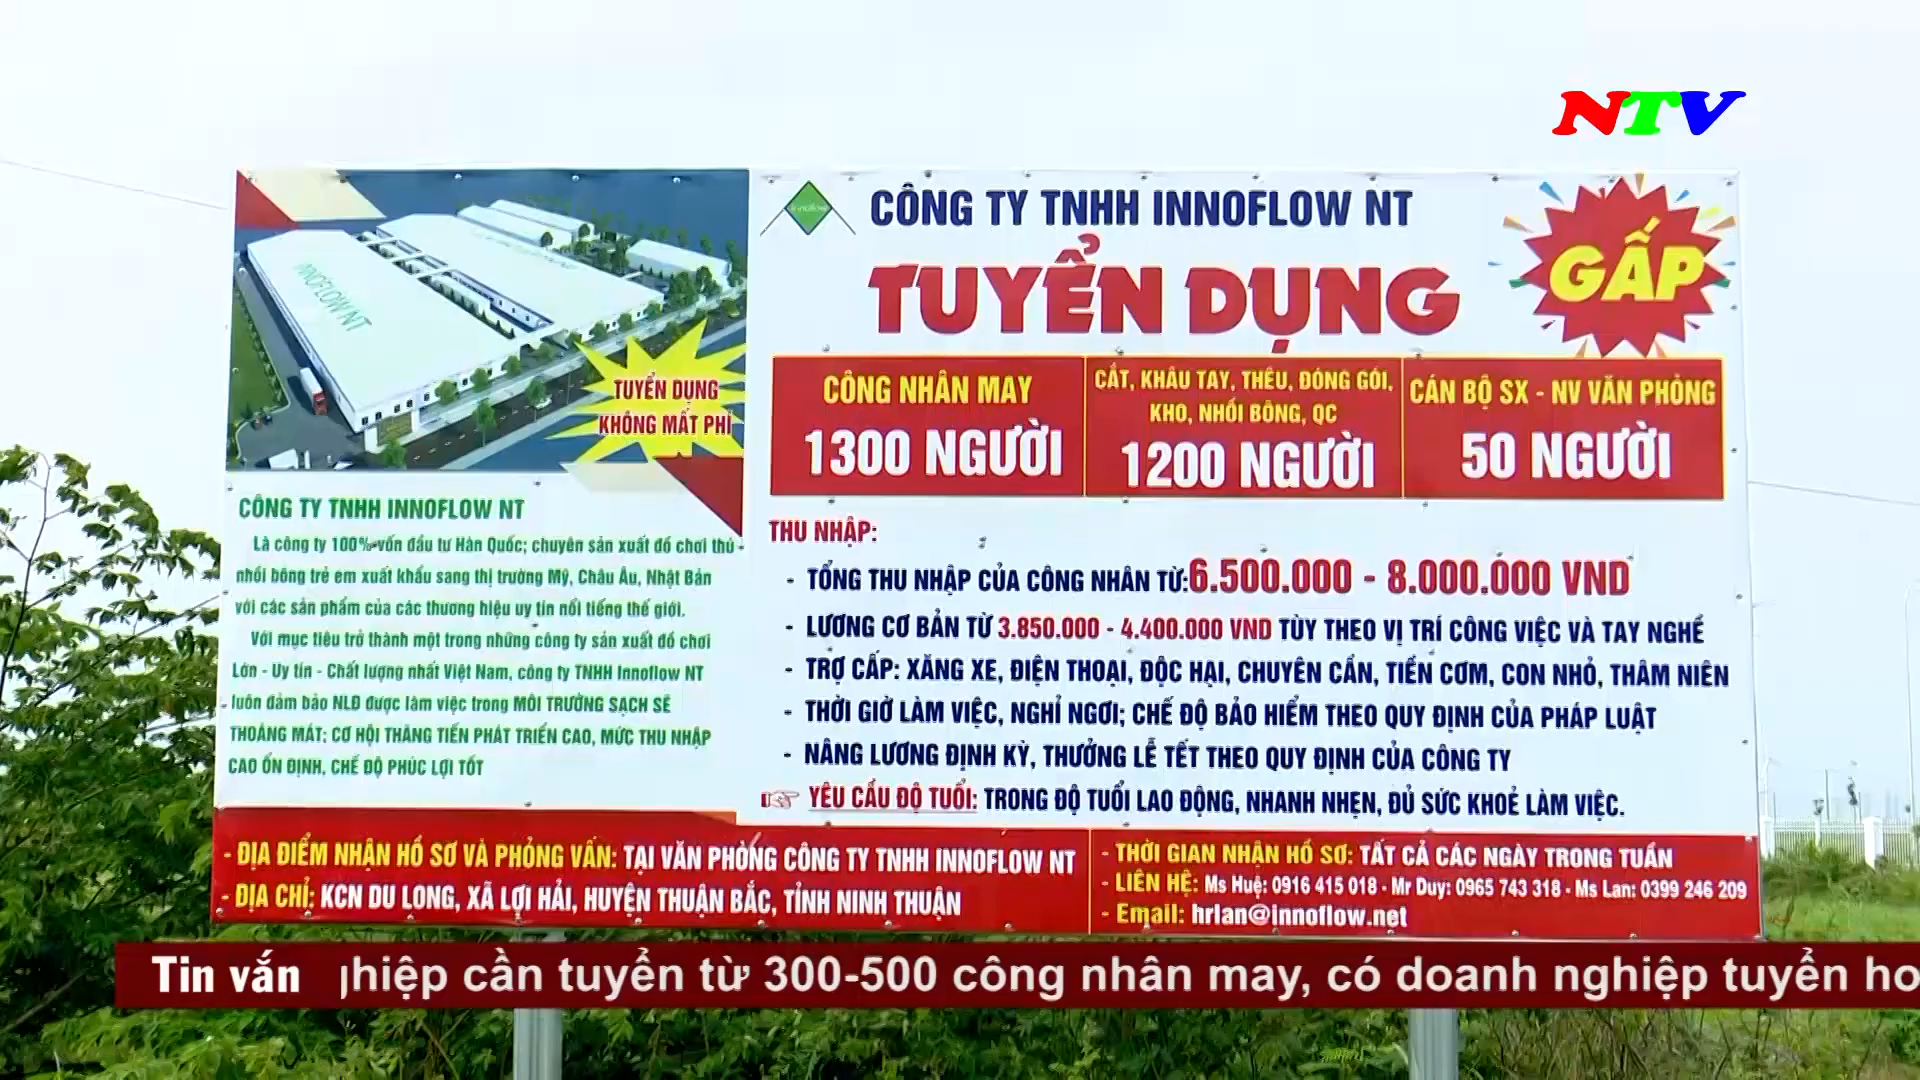 NTV
innoflow
CÔNG TY TNHH INNOFLOW NT
TUYỂN DỤNG
GẤP
INNOFLOW NT
TUYỂN DỤNG
KHÔNG MẤT PHÍ
CÔNG NHÂN MAY
1300 NGƯỜI
CẮT, KHÂU TAY, THÊU, ĐÓNG GÓI,
KHO, NHỒI BÔNG, QC
1200 NGƯỜI
CÁN BỘ SX - NV VĂN PHÒNG
50 NGƯỜI
CÔNG TY TNHH INNOFLOW NT
Là công ty 100% vốn đầu tư Hàn Quốc; chuyên sản xuất đồ chơi thú
nhồi bông trẻ em xuất khẩu sang thị trường Mỹ, Châu Âu, Nhật Bản
với các sản phẩm của các thương hiệu uy tín nổi tiếng thế giới.
Với mục tiêu trở thành một trong những công ty sản xuất đồ chơi
Lớn - Uy tín - Chất lượng nhất Việt Nam, công ty TNHH Innoflow NT
luôn đảm bảo NLĐ được làm việc trong MÔI TRƯỜNG SẠCH SẼ
THOÁNG MÁT; CƠ HỘI THĂNG TIẾN PHÁT TRIỂN CAO, MỨC THU NHẬP
CAO ỔN ĐỊNH, CHẾ ĐỘ PHÚC LỢI TỐT
THU NHẬP:
- TỔNG THU NHẬP CỦA CÔNG NHÂN TỪ: 6.500.000 - 8.000.000 VND
- LƯƠNG CƠ BẢN TỪ 3.850.000 - 4.400.000 VND TÙY THEO VỊ TRÍ CÔNG VIỆC VÀ TAY NGHỀ
- TRỢ CẤP: XĂNG XE, ĐIỆN THOẠI, ĐỘC HẠI, CHUYÊN CẦN, TIỀN CƠM, CON NHỎ, THÂM NIÊN
- THỜI GIỜ LÀM VIỆC, NGHỈ NGƠI; CHẾ ĐỘ BẢO HIỂM THEO QUY ĐỊNH CỦA PHÁP LUẬT
- NÂNG LƯƠNG ĐỊNH KỲ, THƯỞNG LỄ TẾT THEO QUY ĐỊNH CỦA CÔNG TY
YÊU CẦU ĐỘ TUỔI: TRONG ĐỘ TUỔI LAO ĐỘNG, NHANH NHẸN, ĐỦ SỨC KHOẺ LÀM VIỆC.
- ĐỊA ĐIỂM NHẬN HỒ SƠ VÀ PHỎNG VẤN: TẠI VĂN PHÒNG CÔNG TY TNHH INNOFLOW NT
- ĐỊA CHỈ: KCN DU LONG, XÃ LỢI HẢI, HUYỆN THUẬN BẮC, TỈNH NINH THUẬN
- THỜI GIAN NHẬN HỒ SƠ: TẤT CẢ CÁC NGÀY TRONG TUẦN
- LIÊN HỆ: Ms Huệ: 0916 415 018 - Mr Duy: 0965 743 318 - Ms Lan: 0399 246 209
- Email: hrlan@innoflow.net
Tin vắn
ghiệp cần tuyển từ 300-500 công nhân may, có doanh nghiệp tuyển ho